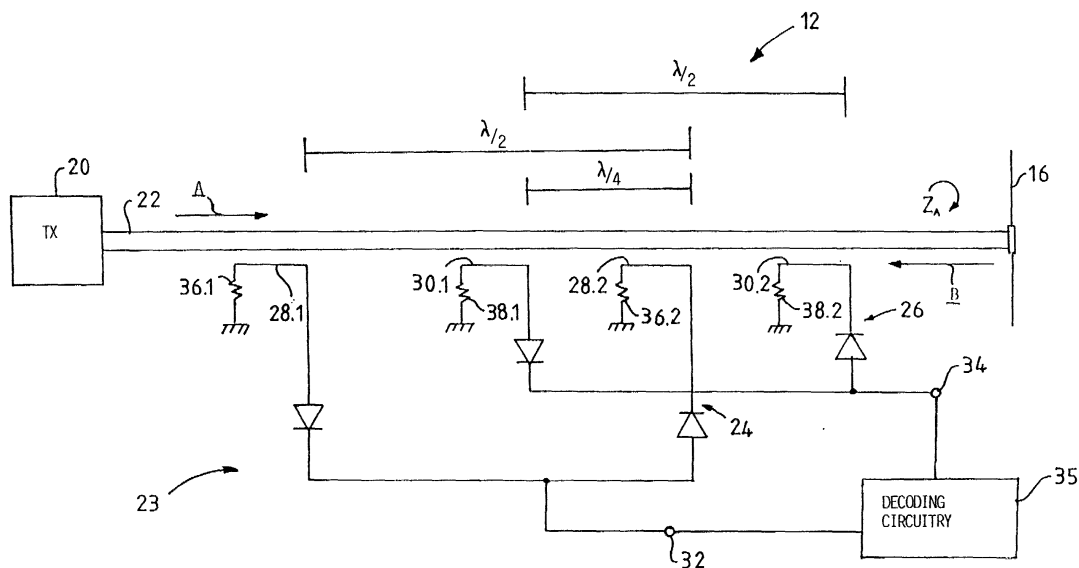 12
λ/2
λ/2
λ/4
20
22
A
TX
16
Z_A
B
36.1
28.1
30.1
38.1
28.2
36.2
30.2
38.2
26
34
24
23
35
DECODING
CIRCUITRY
32